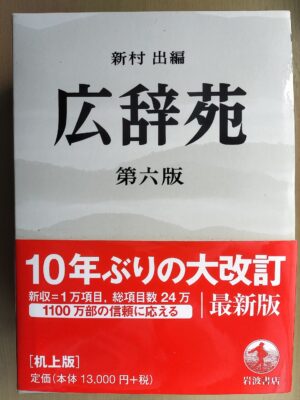 新村 出編
広辞苑
第六版
10年ぶりの大改訂
新収=1万項目，総項目数24万
1100万部の信頼に応える
最新版
［机上版］
定価（本体 13,000 円+税）
岩波書店